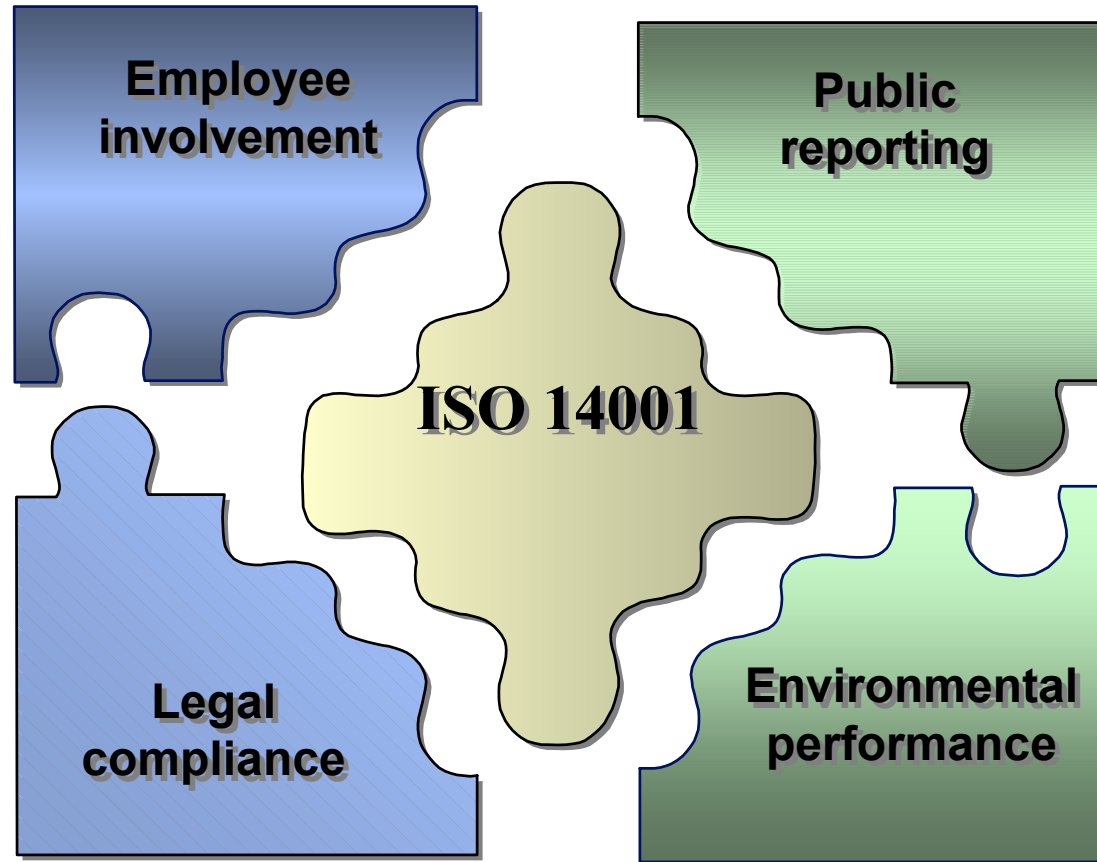 Employee
involvement
Public
reporting
ISO 14001
Legal
compliance
Environmental
performance